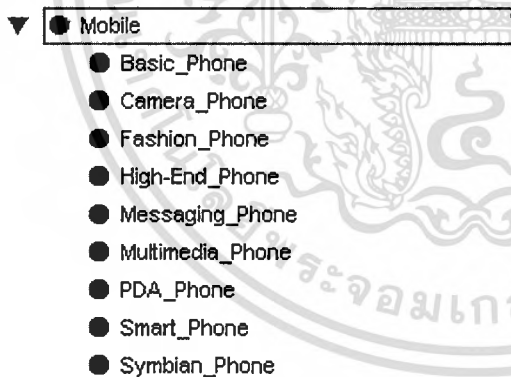 Mobile
Basic_Phone
Camera_Phone
Fashion_Phone
High-End_Phone
Messaging_Phone
Multimedia_Phone
PDA_Phone
Smart_Phone
Symbian_Phone